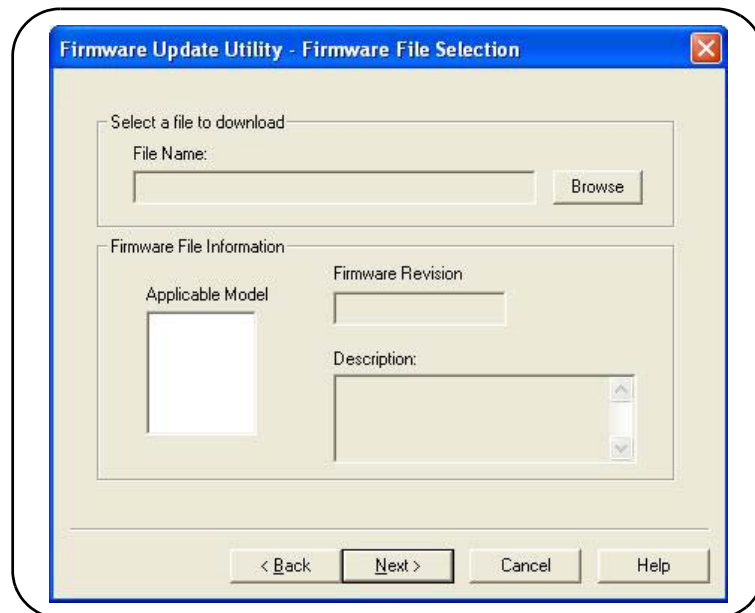 Firmware Update Utility - Firmware File Selection
Select a file to download
File Name:
Browse
Firmware File Information
Applicable Model
Firmware Revision
Description:
< Back
Next >
Cancel
Help